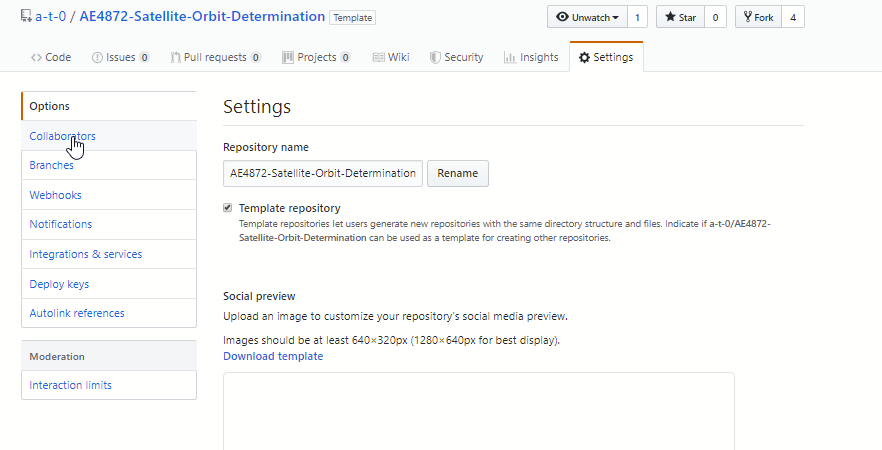 a-t-0 / AE4872-Satellite-Orbit-Determination Template
Unwatch 1 Star 0 Fork 4
Code Issues 0 Pull requests 0 Projects 0 Wiki Security Insights Settings
Options
Collaborators
Branches
Webhooks
Notifications
Integrations & services
Deploy keys
Autolink references
Moderation
Interaction limits
Settings
Repository name
AE4872-Satellite-Orbit-Determination Rename
Template repository
Template repositories let users generate new repositories with the same directory structure and files. Indicate if a-t-0/AE4872-
Satellite-Orbit-Determination can be used as a template for creating other repositories.
Social preview
Upload an image to customize your repository's social media preview.
Images should be at least 640×320px (1280×640px for best display).
Download template